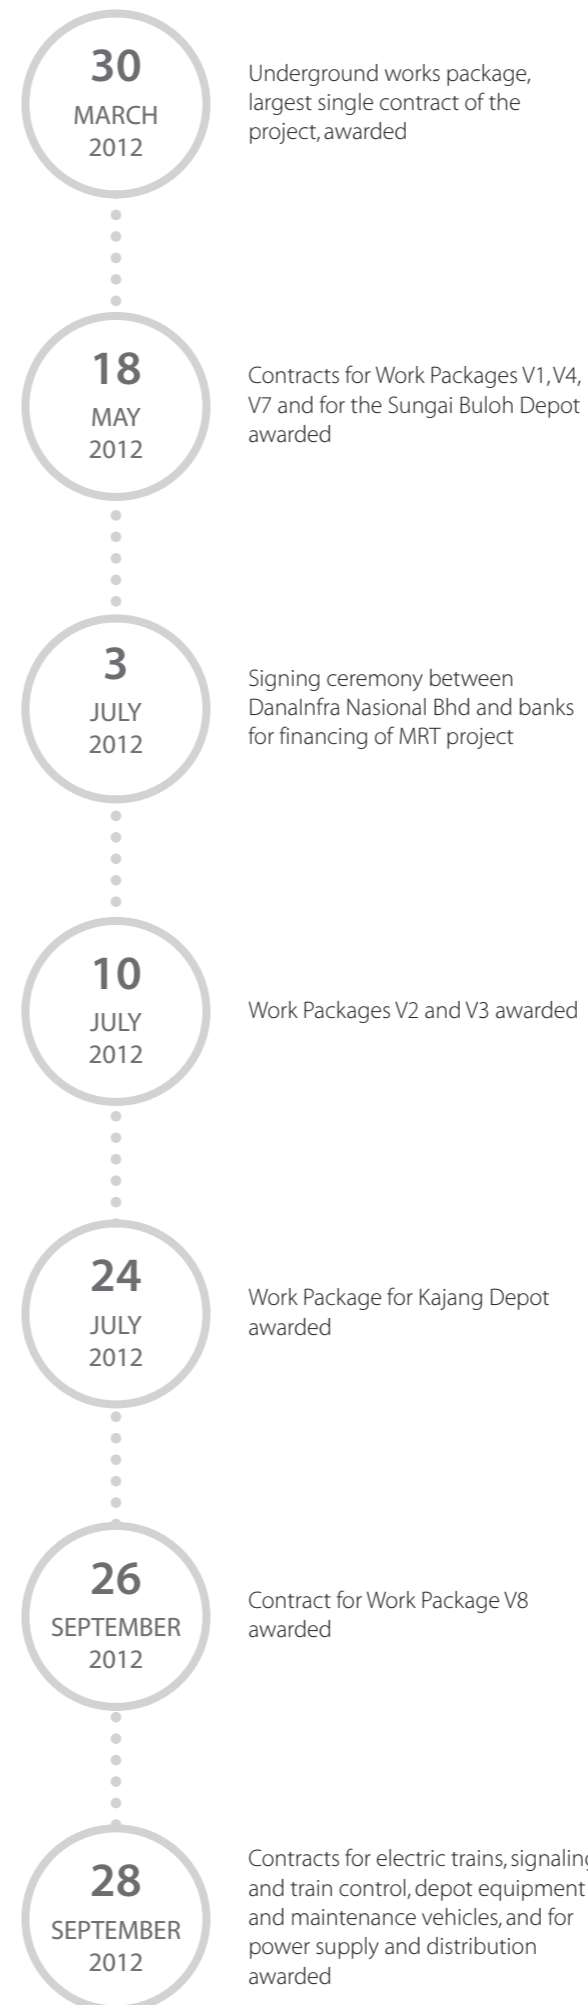 30
MARCH
2012
Underground works package,
largest single contract of the
project, awarded
18
MAY
2012
Contracts for Work Packages V1, V4,
V7 and for the Sungai Buloh Depot
awarded
3
JULY
2012
Signing ceremony between
DanaInfra Nasional Bhd and banks
for financing of MRT project
10
JULY
2012
Work Packages V2 and V3 awarded
24
JULY
2012
Work Package for Kajang Depot
awarded
26
SEPTEMBER
2012
Contract for Work Package V8
awarded
28
SEPTEMBER
2012
Contracts for electric trains, signaling
and train control, depot equipment
and maintenance vehicles, and for
power supply and distribution
awarded